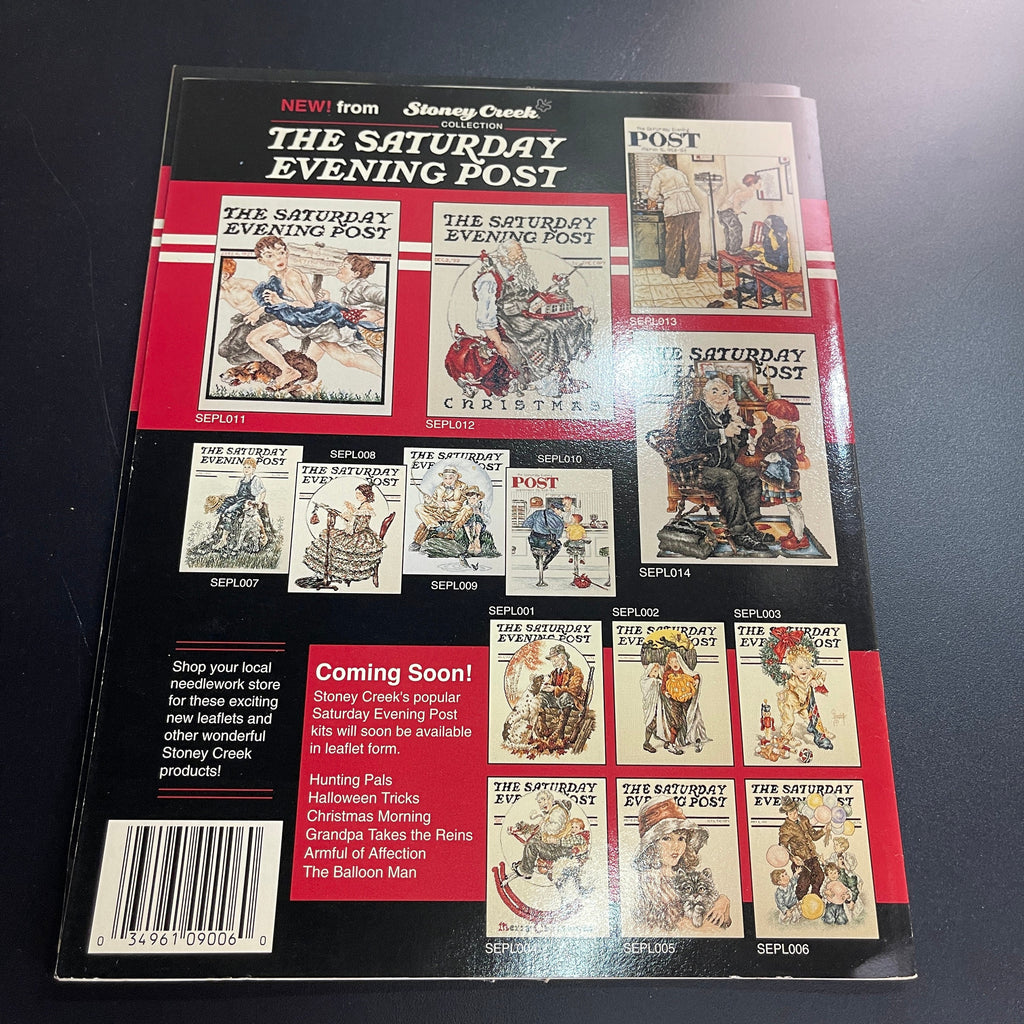 NEW! from Stoney Creek
COLLECTION
THE SATURDAY
EVENING POST
POST
SEPL013
THE SATURDAY
EVENING POST
SEPL011
THE SATURDAY
EVENING POST
CHRISTMAS
SEPL012
THE SATURDAY
POST
SEPL014
THE SATURDAY
EVENING POST
SEPL007
SEPL008
THE SATURDAY
POST
THE SATURDAY
POST
SEPL009
SEPL010
POST
Shop your local
needlework store
for these exciting
new leaflets and
other wonderful
Stoney Creek
products!
Coming Soon!
Stoney Creek's popular
Saturday Evening Post
kits will soon be available
in leaflet form.
Hunting Pals
Halloween Tricks
Christmas Morning
Grandpa Takes the Reins
Armful of Affection
The Balloon Man
SEPL001
THE SATURDAY
EVENING POST
SEPL002
THE SATURDAY
POST
SEPL003
THE SATURDAY
POST
THE SATURDAY
POST
SEPL004
THE SATURDAY
EVENING POST
SEPL005
THE SATURDAY
POST
SEPL006
0 34961 09006 0